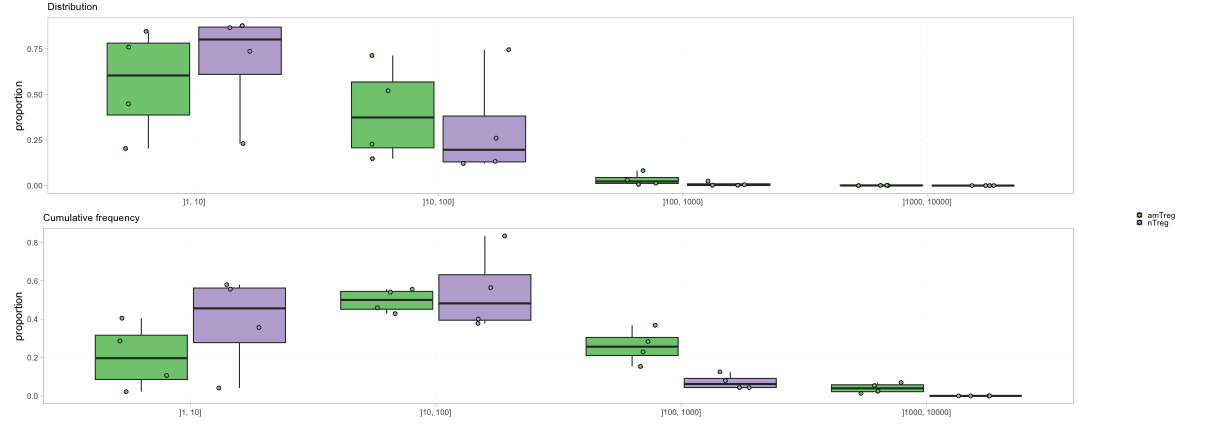 Distribution
proportion
0.75
0.50
0.25
0.00
]1, 10]
]10, 100]
]100, 1000]
]1000, 10000]
Cumulative frequency
proportion
0.8
0.6
0.4
0.2
0.0
]1, 10]
]10, 100]
]100, 1000]
]1000, 10000]
amTreg
nTreg